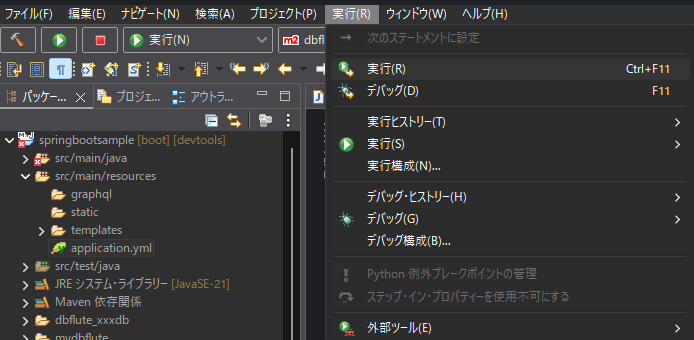 ファイル(F) 編集(E) ナビゲート(N) 検索(A) プロジェクト(P) 実行(R) ウィンドウ(W) ヘルプ(H)
実行(N) m2 dbfl
パッケー... プロジェ... アウトラ...
springbootsample [boot] [devtools]
src/main/java
src/main/resources
graphql
static
templates
application.yml
src/test/java
JRE システム・ライブラリー [JavaSE-21]
Maven 依存関係
dbflute_xxxdb
mydbflute
次のステートメントに設定
実行(R) Ctrl+F11
デバッグ(D) F11
実行ヒストリー(T)
実行(S)
実行構成(N)...
デバッグ・ヒストリー(H)
デバッグ(G)
デバッグ構成(B)...
Python 例外ブレークポイントの管理
ステップ・イン・プロパティーを使用不可にする
外部ツール(E)